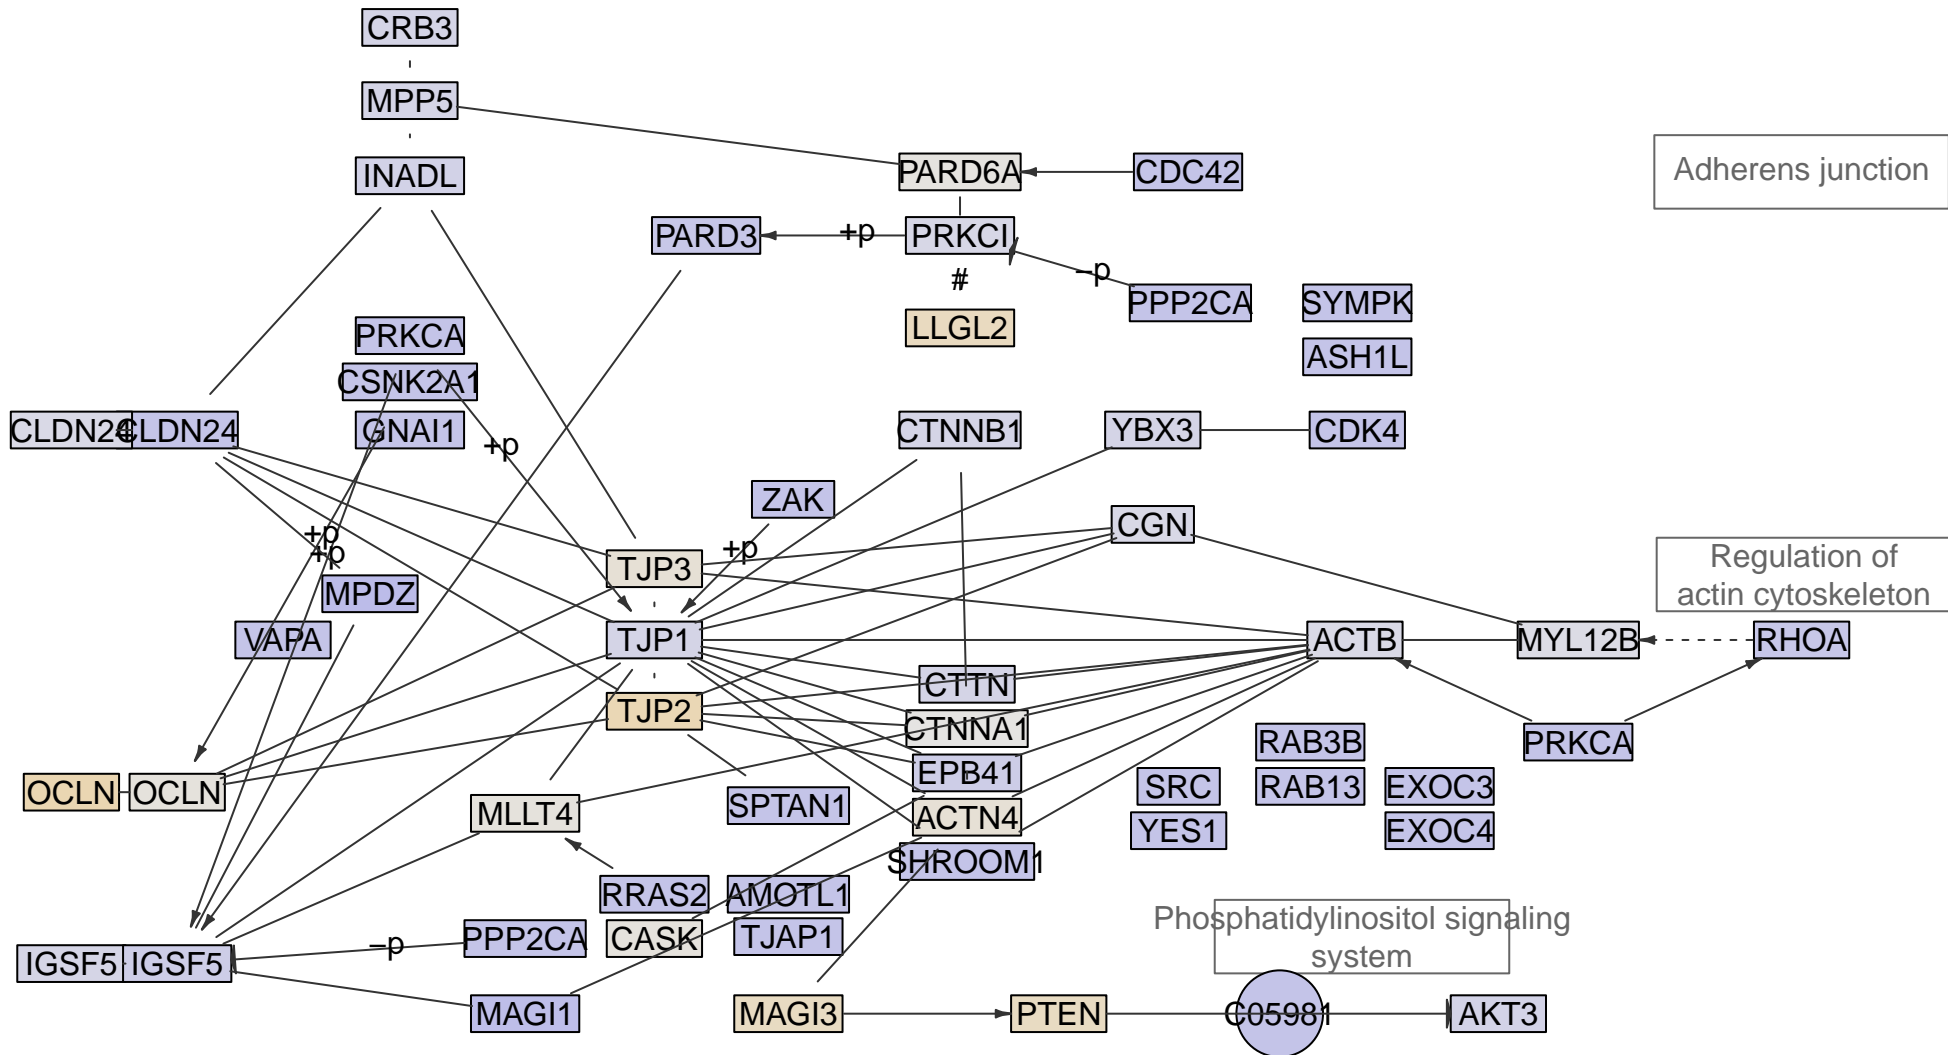 CRB3
MPP5
INADL
PARD6A
CDC42
Adherens junction
PARD3
+p
PRKCI
−p
#
PPP2CA
SYMPK
PRKCA
LLGL2
ASH1L
CSNK2A1
CLDN24
CLDN24
GNAI1
+p
CTNNB1
YBX3
CDK4
ZAK
CGN
+p
+p
+p
TJP3
Regulation of
actin cytoskeleton
MPDZ
VAPA
TJP1
ACTB
MYL12B
RHOA
CTTN
TJP2
CTNNA1
RAB3B
PRKCA
EPB41
OCLN
OCLN
SRC
RAB13
EXOC3
MLLT4
SPTAN1
ACTN4
YES1
EXOC4
SHROOM1
RRAS2
AMOTL1
Phosphatidylinositol signaling
system
PPP2CA
CASK
TJAP1
−p
IGSF5
IGSF5
MAGI1
MAGI3
PTEN
C05981
AKT3